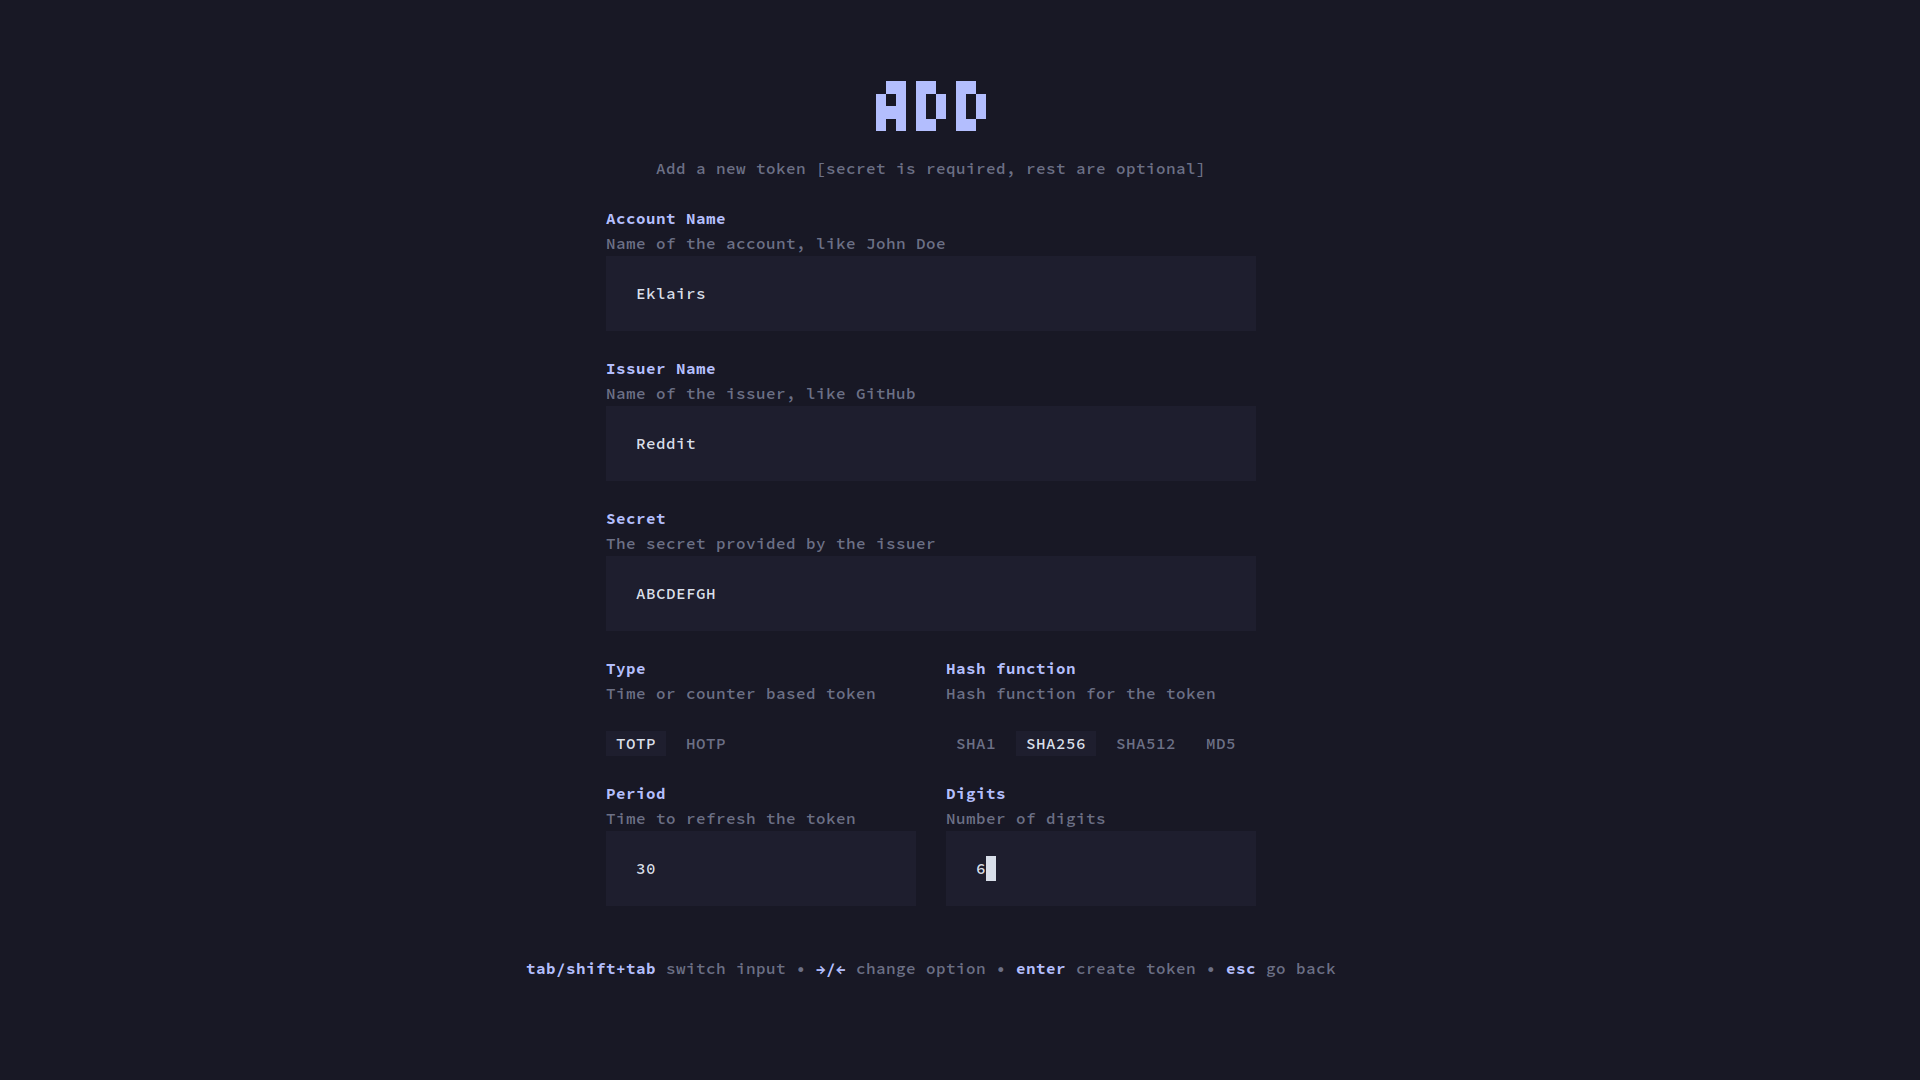 ADD
Add a new token [secret is required, rest are optional]
Account Name
Name of the account, like John Doe
Eklairs
Issuer Name
Name of the issuer, like GitHub
Reddit
Secret
The secret provided by the issuer
ABCDEFGH
Type
Time or counter based token
TOTP HOTP
Hash function
Hash function for the token
SHA1 SHA256 SHA512 MD5
Period
Time to refresh the token
30
Digits
Number of digits
6
tab/shift+tab switch input • →/← change option • enter create token • esc go back